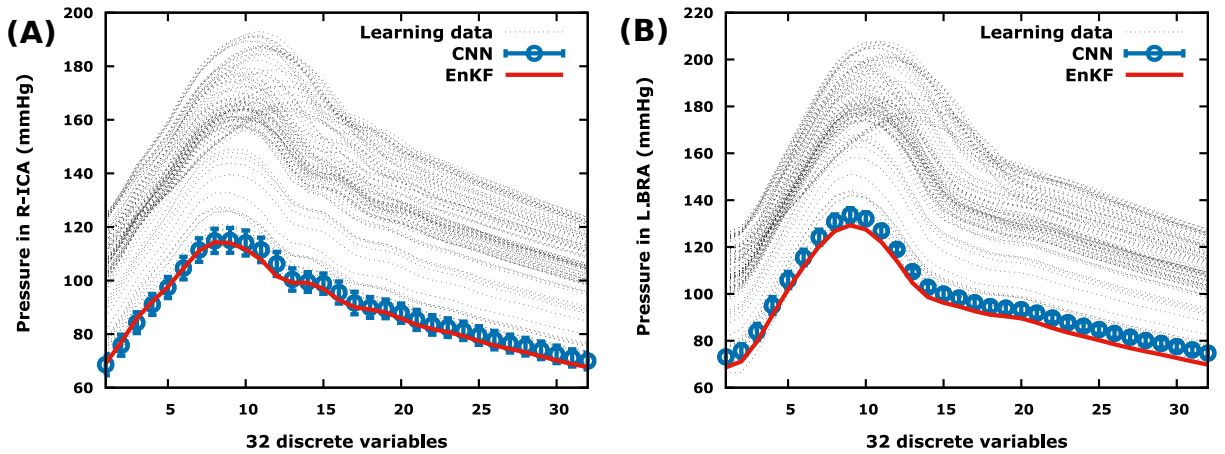 (A)
Pressure in R-ICA (mmHg)
200
180
160
140
120
100
80
60
5
10
15
20
25
30
32 discrete variables
Learning data
CNN
EnKF
(B)
Pressure in L.BRA (mmHg)
220
200
180
160
140
120
100
80
60
5
10
15
20
25
30
32 discrete variables
Learning data
CNN
EnKF